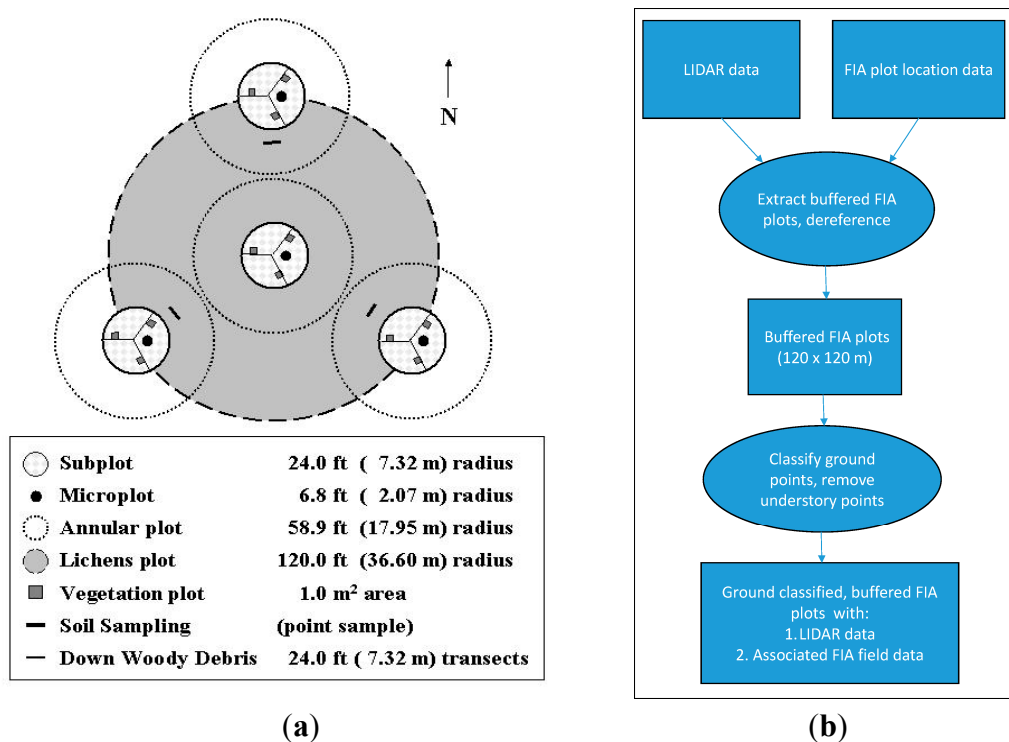 N
Subplot 24.0 ft ( 7.32 m) radius
Microplot 6.8 ft ( 2.07 m) radius
Annular plot 58.9 ft (17.95 m) radius
Lichens plot 120.0 ft (36.60 m) radius
Vegetation plot 1.0 m² area
Soil Sampling (point sample)
Down Woody Debris 24.0 ft ( 7.32 m) transects
(a)
LIDAR data
FIA plot location data
Extract buffered FIA
plots, dereference
Buffered FIA plots
(120 x 120 m)
Classify ground
points, remove
understory points
Ground classified, buffered FIA
plots with:
1. LIDAR data
2. Associated FIA field data
(b)